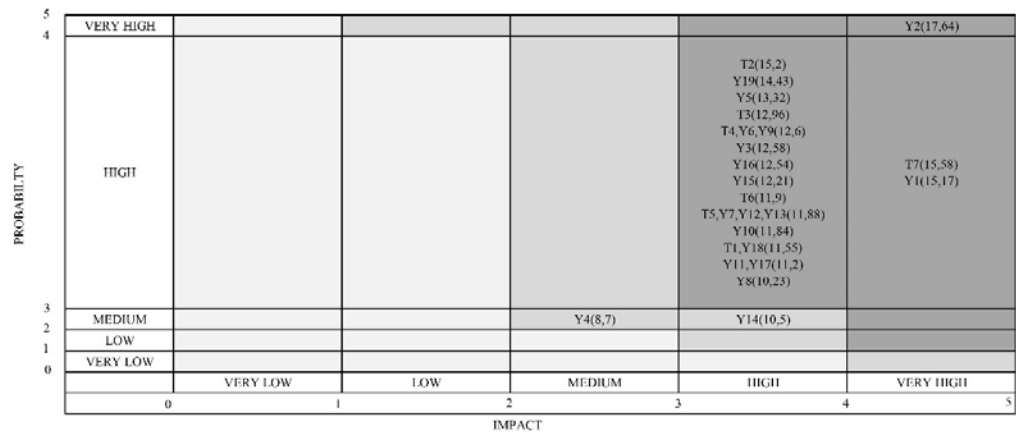 5
VERY HIGH Y2(17,64)
4
T2(15,2)
Y19(14,43)
Y5(13,32)
T3(12,96)
T4,Y6,Y9(12,6)
Y3(12,58)
HIGH Y16(12,54) T7(15,58)
Y15(12,21) Y1(15,17)
T6(11,9)
T5,Y7,Y12,Y13(11,88)
Y10(11,84)
T1,Y18(11,55)
Y11,Y17(11,2)
Y8(10,23)
PROBABILTY
3
MEDIUM Y4(8,7) Y14(10,5)
2
LOW
1
VERY LOW
0
VERY LOW LOW MEDIUM HIGH VERY HIGH
0 1 2 3 4 5
IMPACT